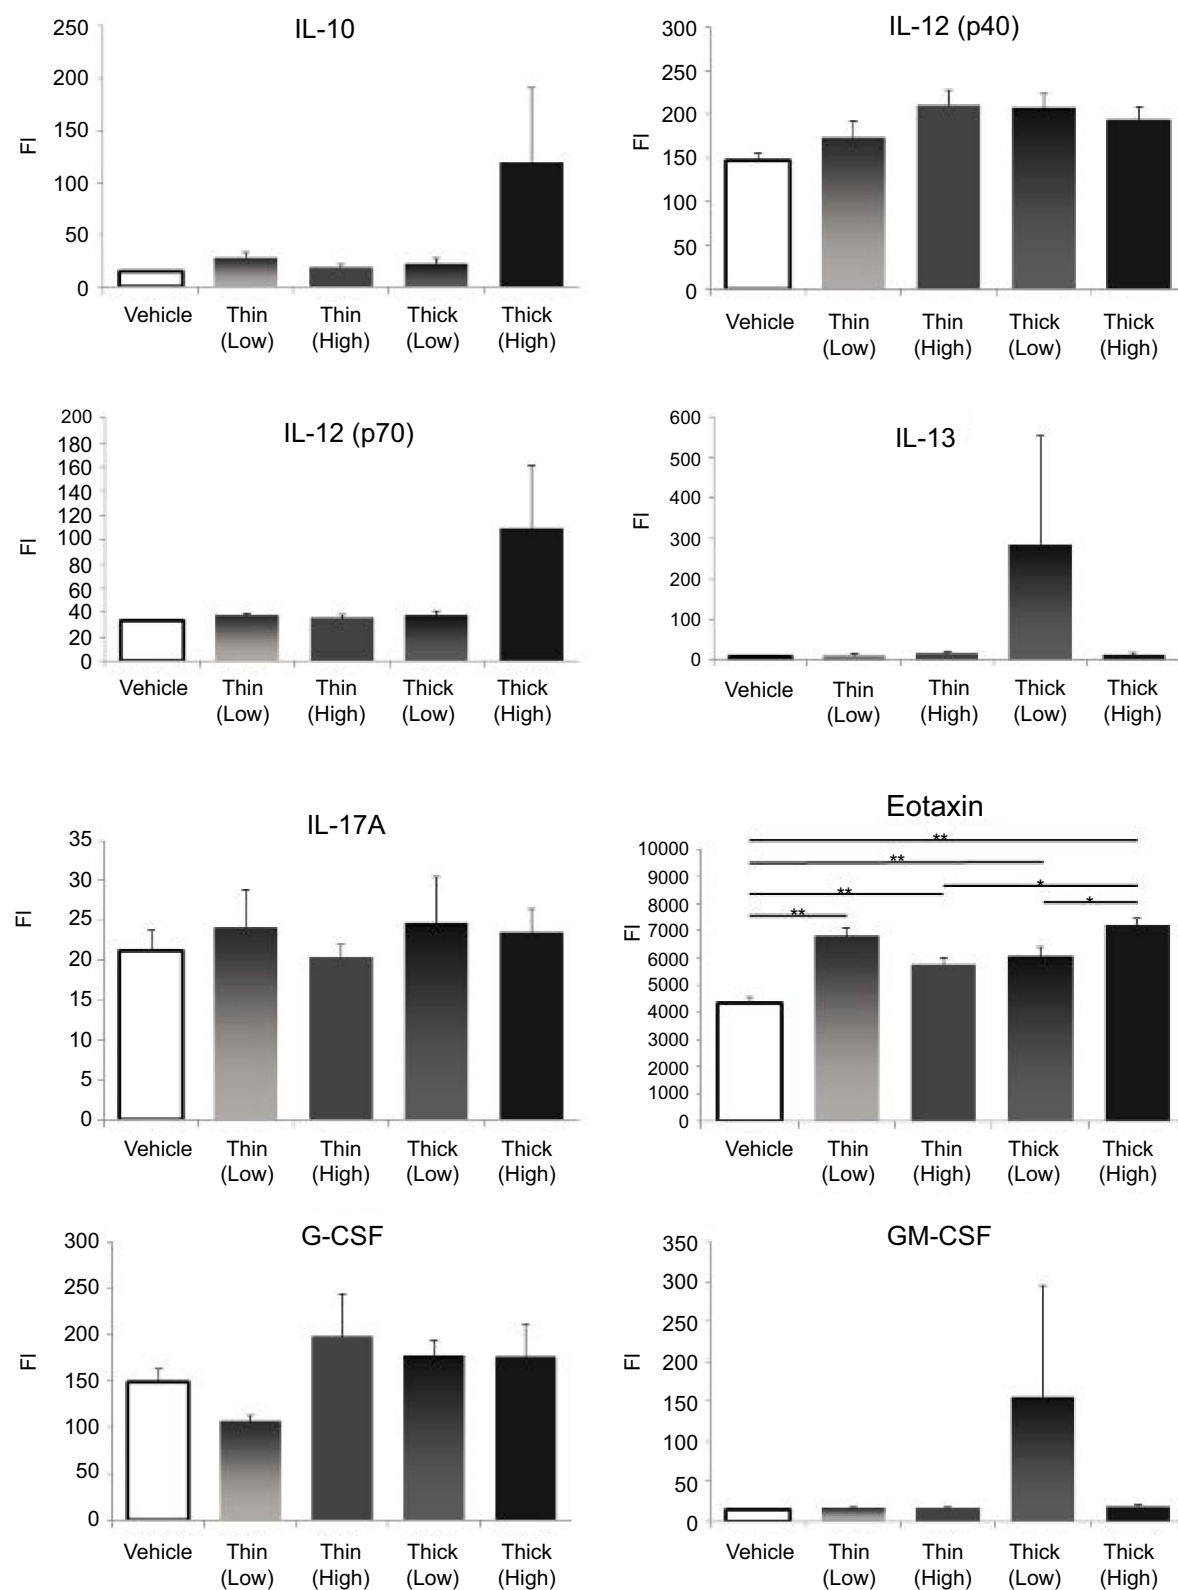 IL-10
250
200
150
100
50
0
FI
Vehicle Thin Thin Thick Thick
(Low) (High) (Low) (High)
IL-12 (p40)
300
250
200
150
100
50
0
FI
Vehicle Thin Thin Thick Thick
(Low) (High) (Low) (High)
IL-12 (p70)
200
180
160
140
120
100
80
60
40
20
0
FI
Vehicle Thin Thin Thick Thick
(Low) (High) (Low) (High)
IL-13
600
500
400
300
200
100
0
FI
Vehicle Thin Thin Thick Thick
(Low) (High) (Low) (High)
IL-17A
35
30
25
20
15
10
5
0
FI
Vehicle Thin Thin Thick Thick
(Low) (High) (Low) (High)
Eotaxin
**
**
*
**
*
**
10000
9000
8000
7000
6000
5000
4000
3000
2000
1000
0
FI
Vehicle Thin Thin Thick Thick
(Low) (High) (Low) (High)
G-CSF
300
250
200
150
100
50
0
FI
Vehicle Thin Thin Thick Thick
(Low) (High) (Low) (High)
GM-CSF
350
300
250
200
150
100
50
0
FI
Vehicle Thin Thin Thick Thick
(Low) (High) (Low) (High)